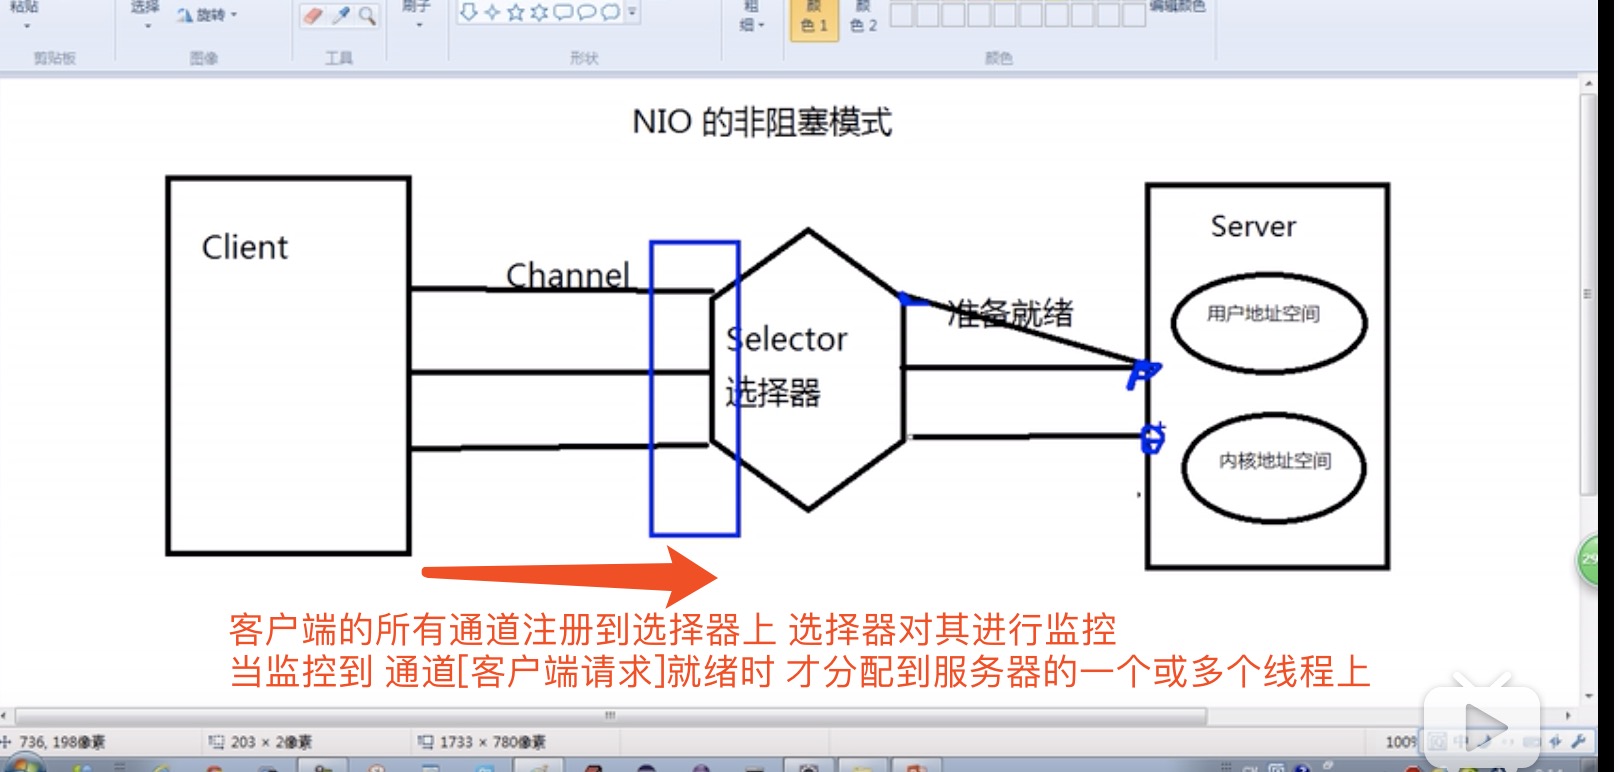 粘贴
选择
旋转
刷子
粗
细
颜
色 1
颜
色 2
编辑颜色
剪贴板
图像
工具
形状
颜色
NIO 的非阻塞模式
Client
Channel
Selector
选择器
准备就绪
Server
用户地址空间
内核地址空间
客户端的所有通道注册到选择器上 选择器对其进行监控
当监控到 通道[客户端请求]就绪时 才分配到服务器的一个或多个线程上
736, 198像素
203 × 2像素
1733 × 780像素
100%